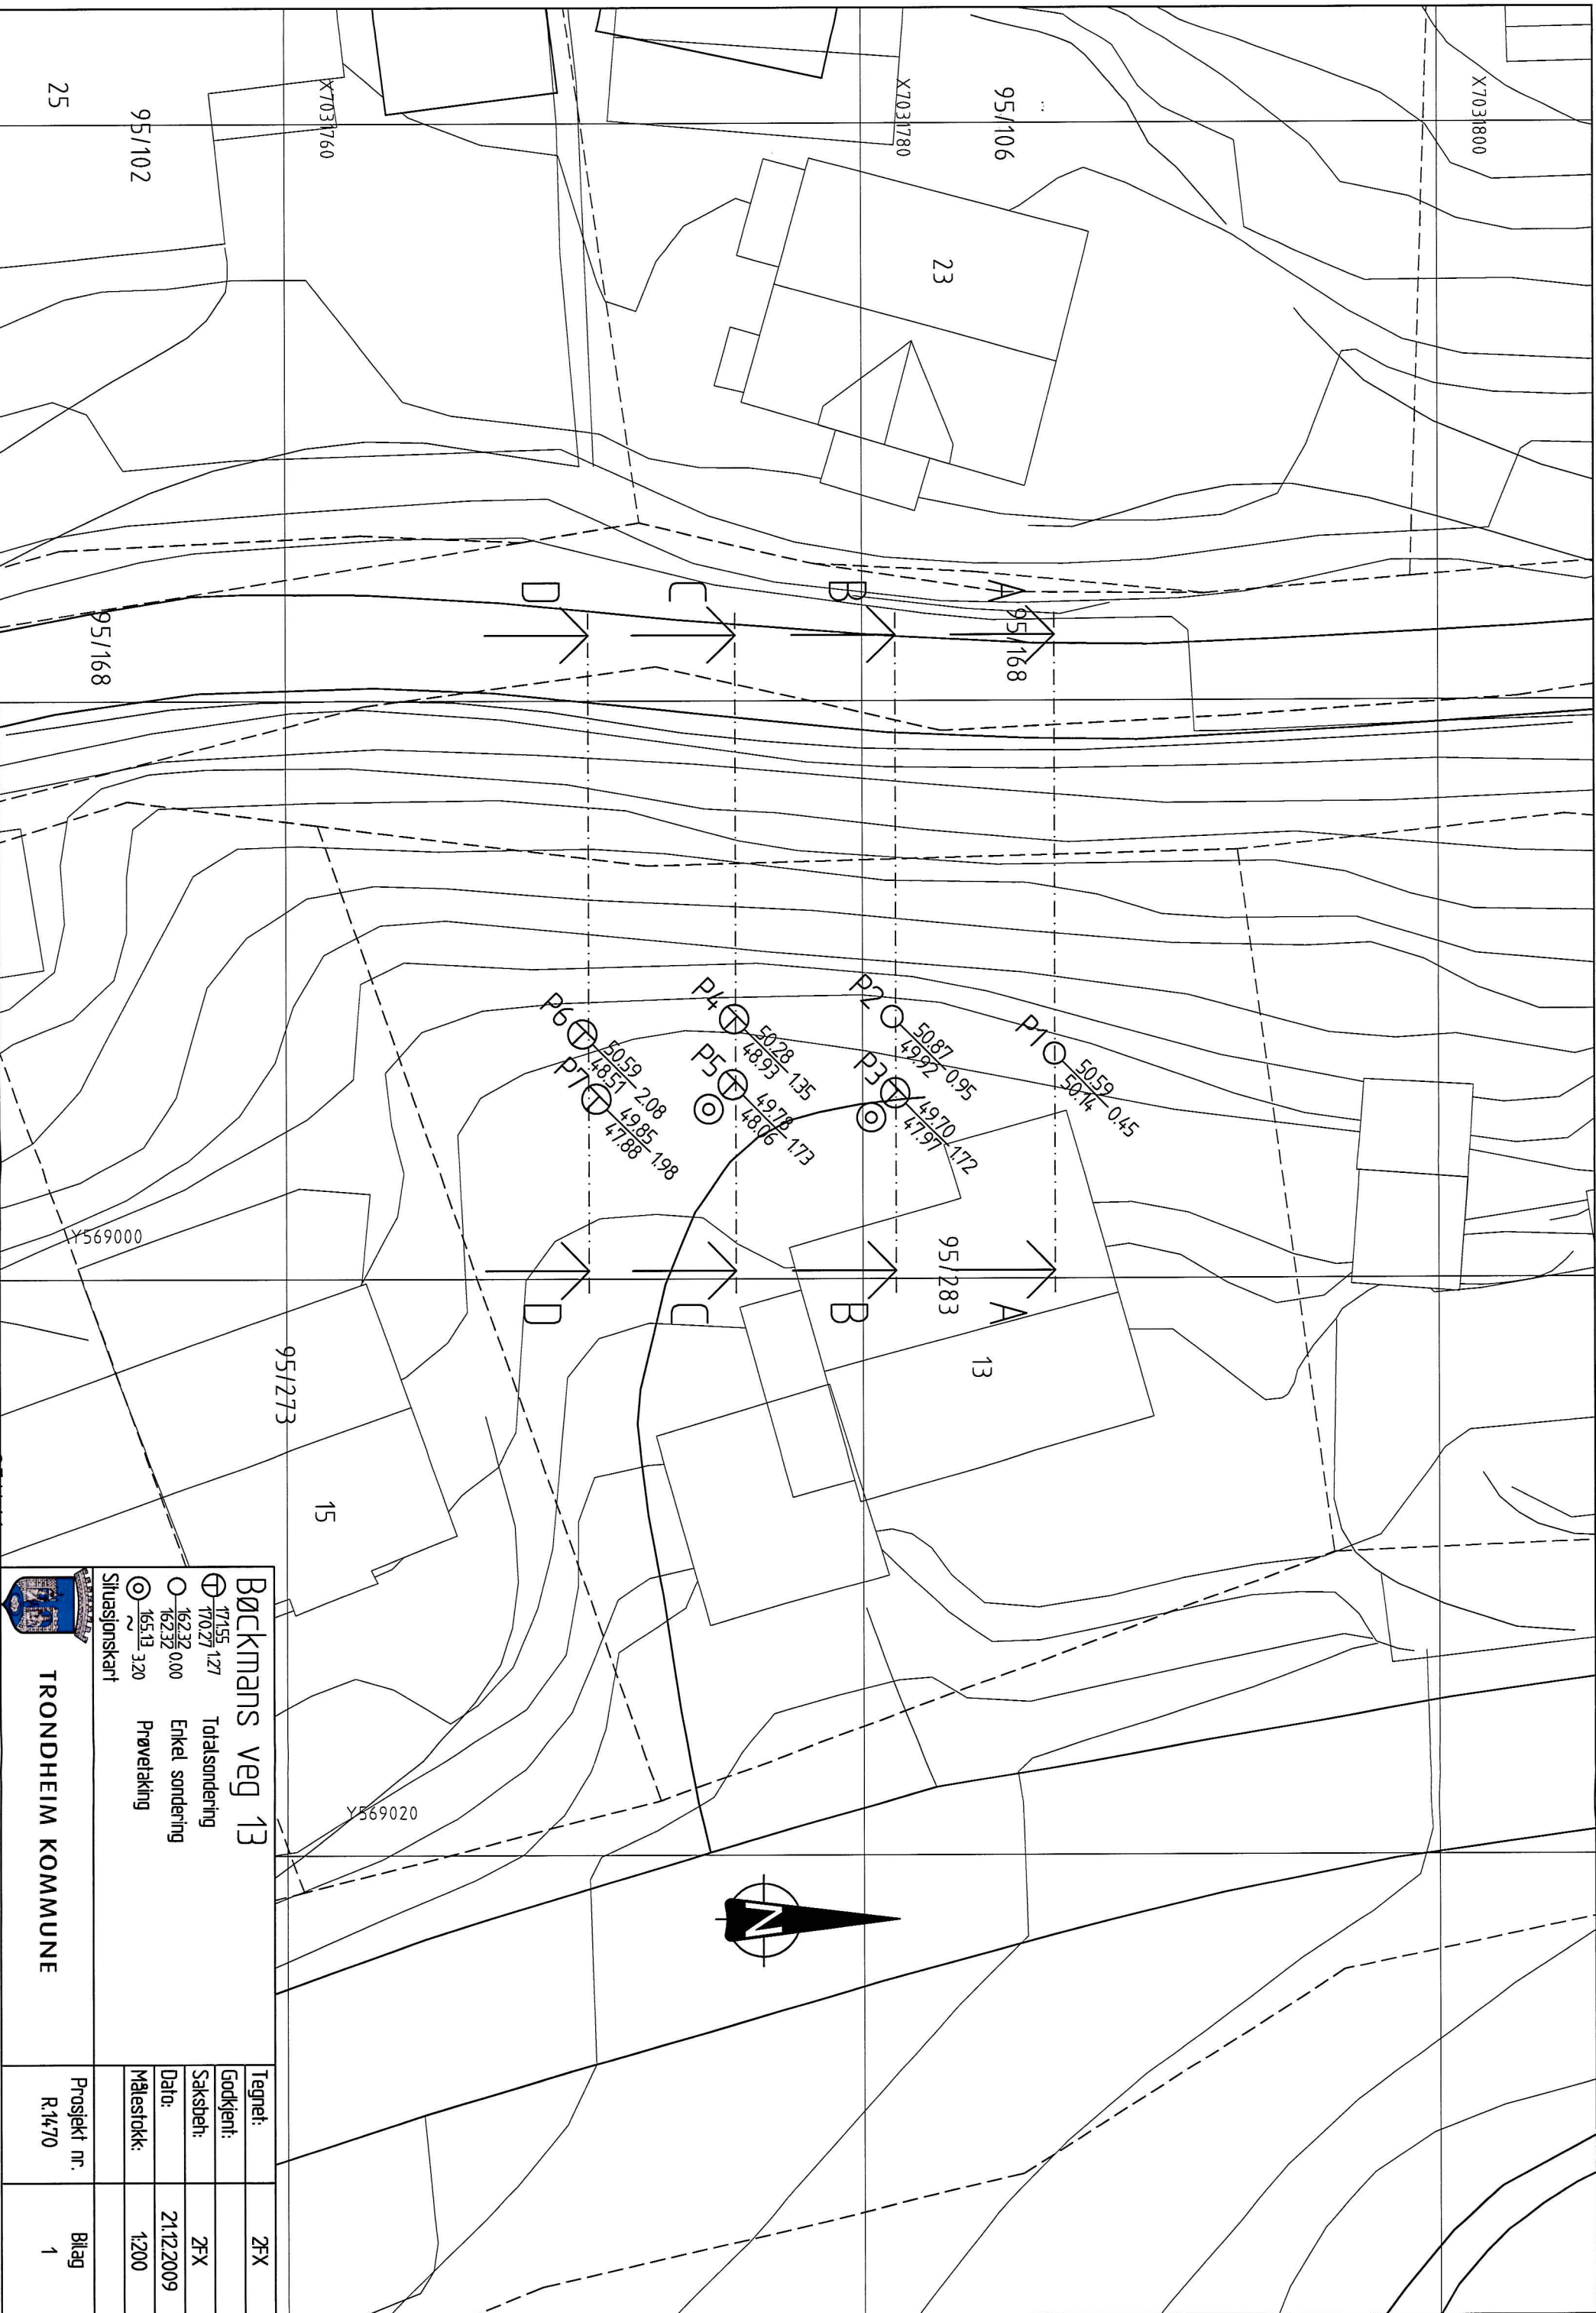 X7031800
X7031780
X7031760
95/106
95/102
25
23
A
B
C
D
95/168
95/168
P1 50.59 0.45
50.14
P2 50.87 0.95
49.92
P3 49.70 1.72
47.97
P4 50.28 1.35
48.93
P5 49.78 1.73
48.06
P6 50.59 2.08
48.51
P7 49.85 1.98
47.88
Y569000
A
B
C
D
95/283
13
95/273
15
Y569020
N
Bøckmans veg 13
171.55 1.27 Totalsondering
170.27
162.32 0.00 Enkel sondering
162.32
165.13 3.20 Prøvetaking
~
Situasjonskart
TRONDHEIM KOMMUNE
Tegnet: ZFX
Godkjent:
Saksbeh: ZFX
Dato: 21.12.2009
Målestokk: 1:200
Prosjekt nr. Bilag
R.1470 1